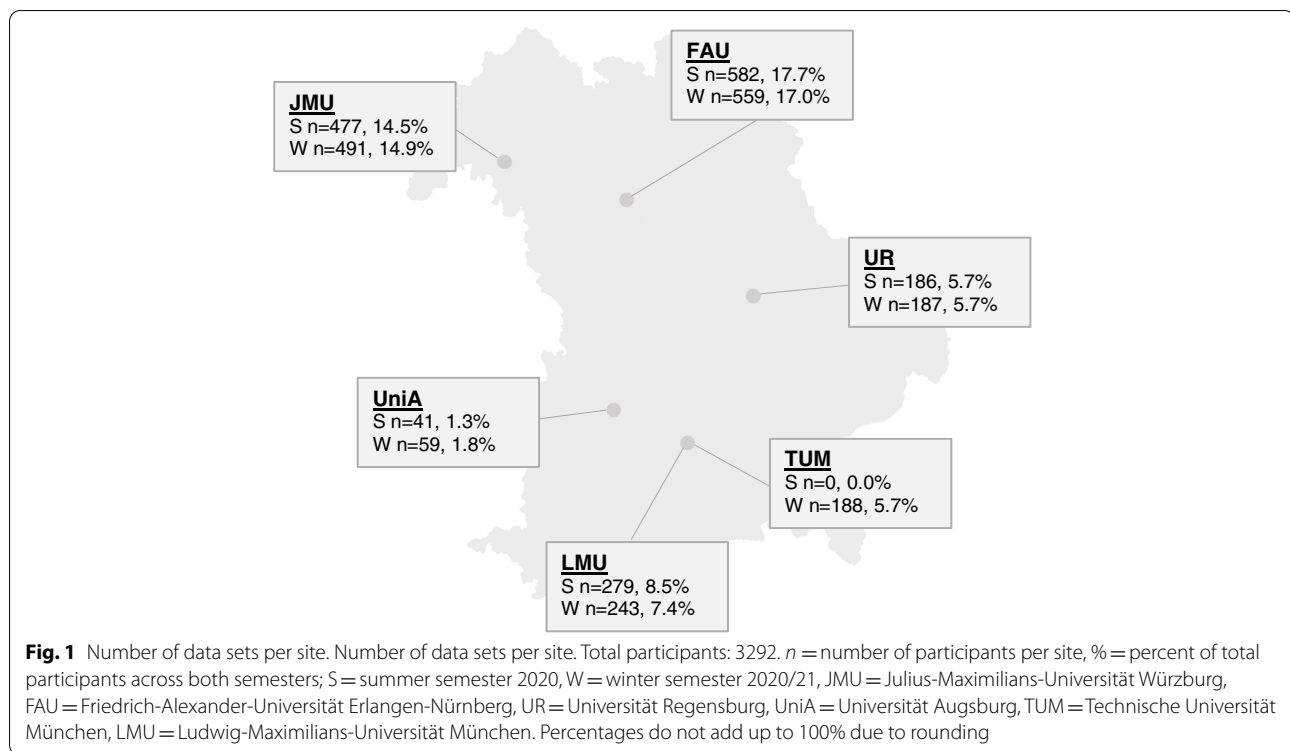 FAU
S n=582, 17.7%
W n=559, 17.0%
JMU
S n=477, 14.5%
W n=491, 14.9%
UR
S n=186, 5.7%
W n=187, 5.7%
UniA
S n=41, 1.3%
W n=59, 1.8%
TUM
S n=0, 0.0%
W n=188, 5.7%
LMU
S n=279, 8.5%
W n=243, 7.4%
Fig. 1 Number of data sets per site. Number of data sets per site. Total participants: 3292. n = number of participants per site, % = percent of total
participants across both semesters; S = summer semester 2020, W = winter semester 2020/21, JMU = Julius-Maximilians-Universität Würzburg,
FAU = Friedrich-Alexander-Universität Erlangen-Nürnberg, UR = Universität Regensburg, UniA = Universität Augsburg, TUM = Technische Universität
München, LMU = Ludwig-Maximilians-Universität München. Percentages do not add up to 100% due to rounding